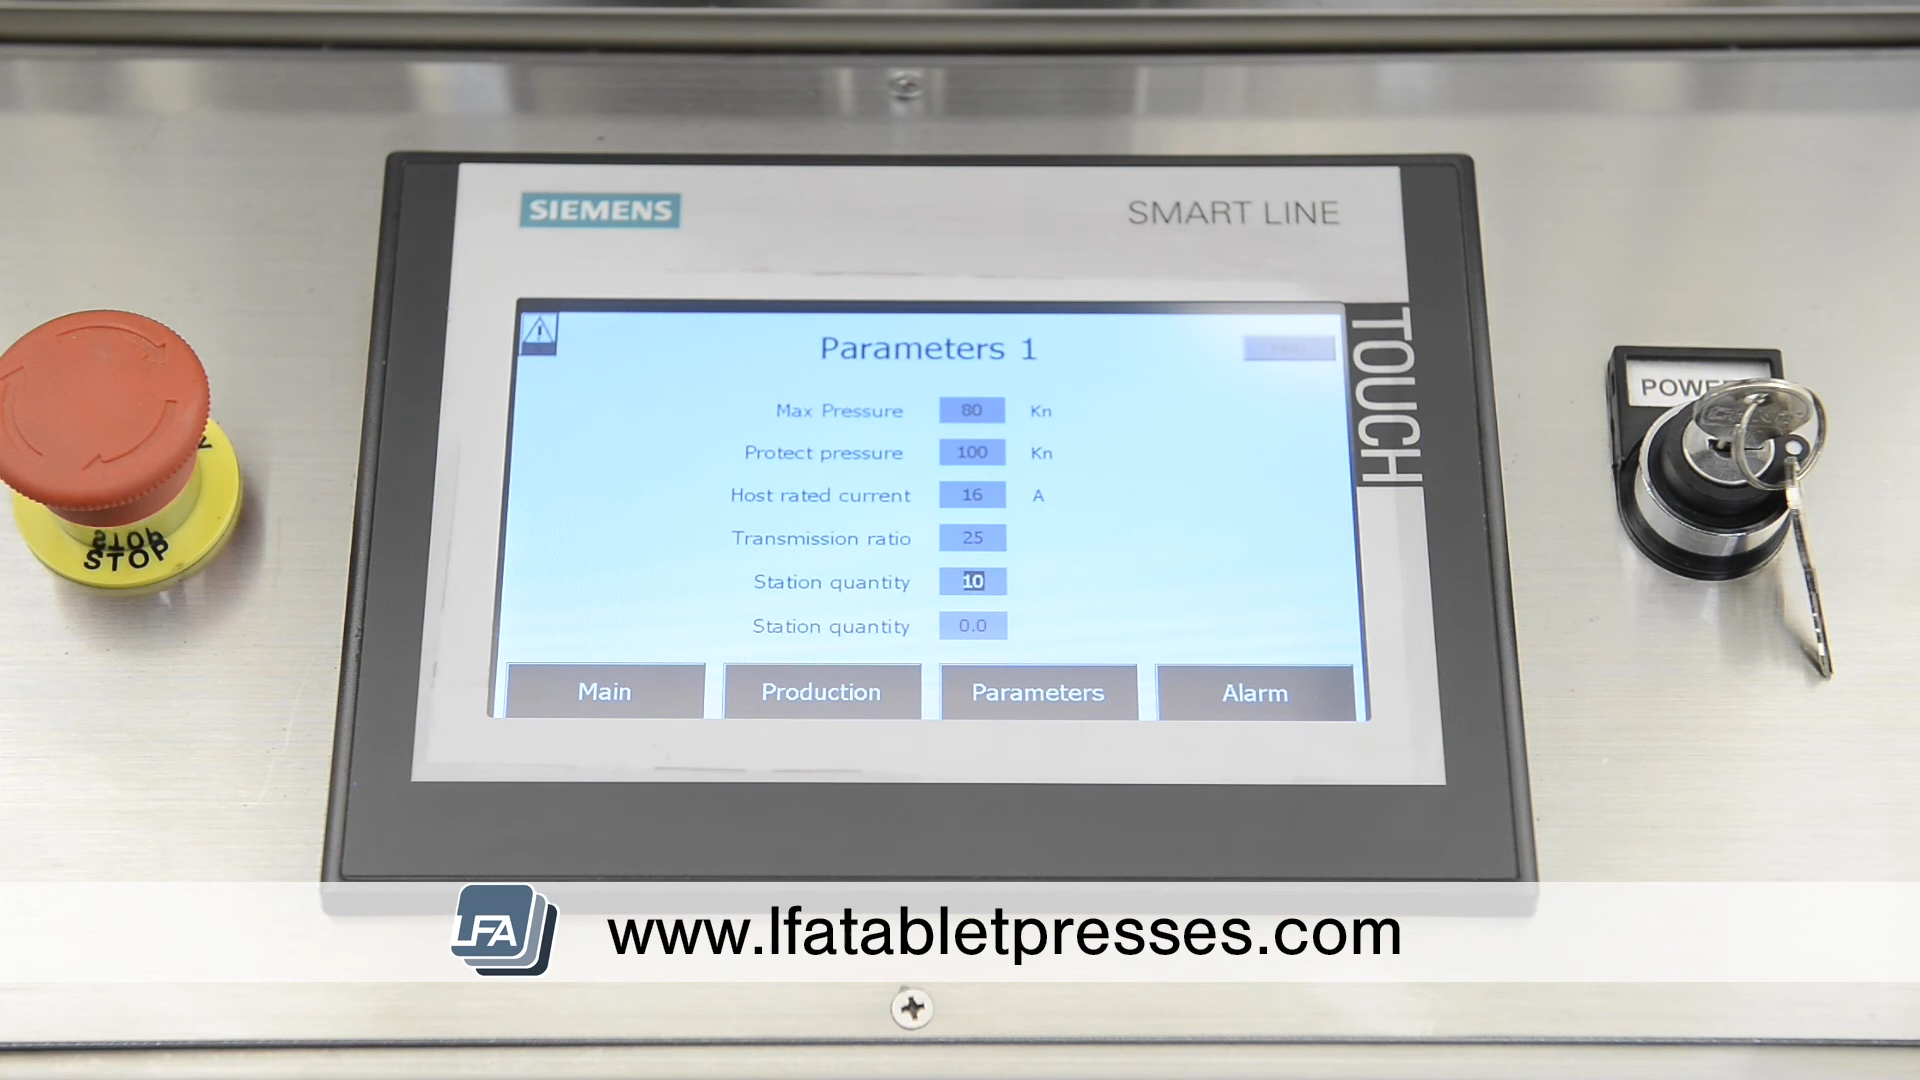 SIEMENS
SMART LINE
TOUCH
Parameters 1
Max Pressure 80 Kn
Protect pressure 100 Kn
Host rated current 16 A
Transmission ratio 25
Station quantity 10
Station quantity 0.0
Main Production Parameters Alarm
STOP
STOP
LFA www.lfatabletpresses.com